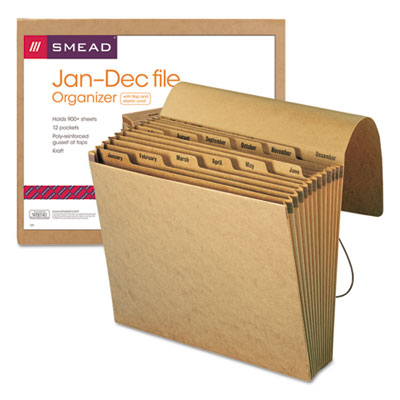 SMEAD
Jan-Dec file
Organizer
with flap and
elastic cord
Holds 900+ sheets
12 pockets
Poly-reinforced
gusset at tops
Kraft
August September October November December
January February March April May June